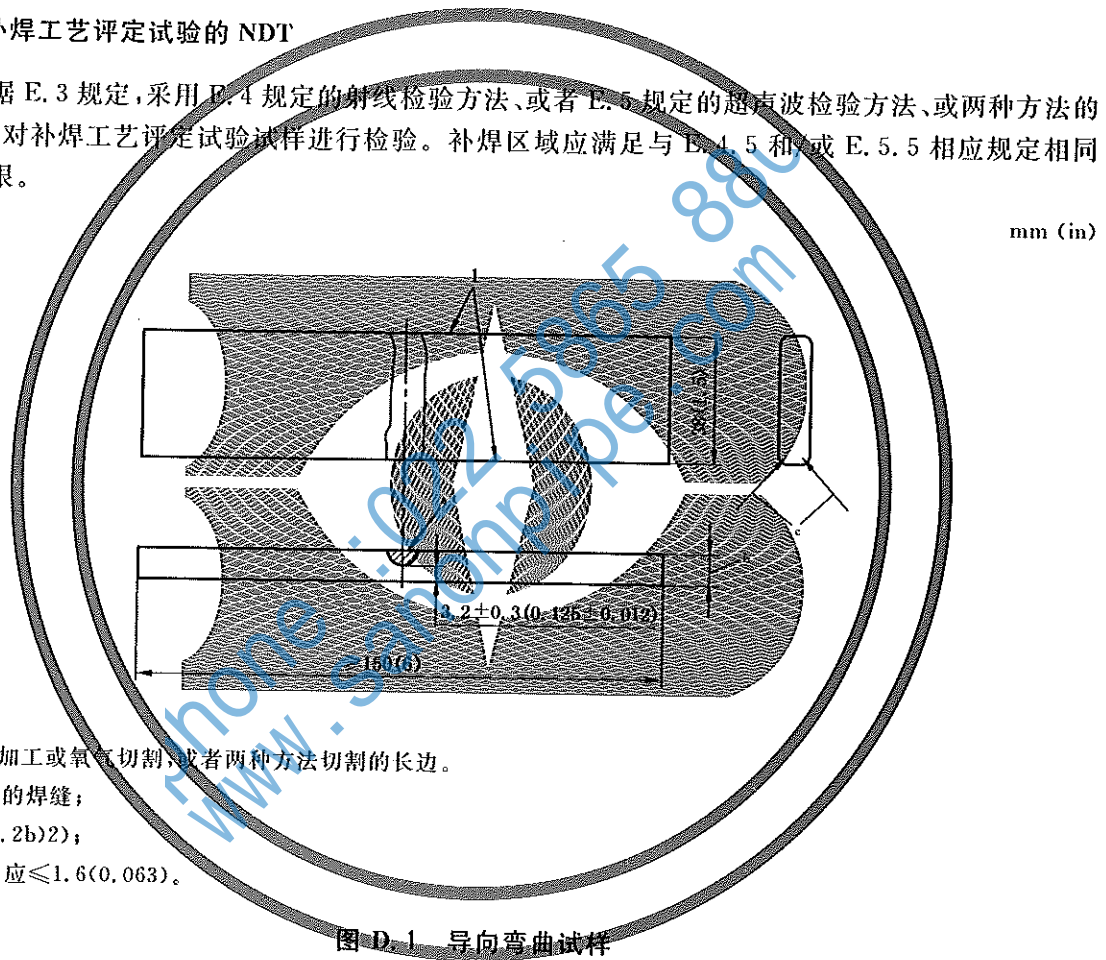 补焊工艺评定试验的 NDT
据 E.3 规定,采用 E.4 规定的射线检验方法、或者 E.5 规定的超声波检验方法、或两种方法的
对补焊工艺评定试验试样进行检验。补焊区域应满足与 E.4.5 和/或 E.5.5 相应规定相同
限。
mm (in)
1
38(1.5)
c
3.2±0.3(0.125±0.012)
≥150(6)
加工或氧气切割,或者两种方法切割的长边。
的焊缝;
.2b)2);
应≤1.6(0.063)。
图 D.1 导向弯曲试样
phone:022 5865 880
www.sanonpipe.com